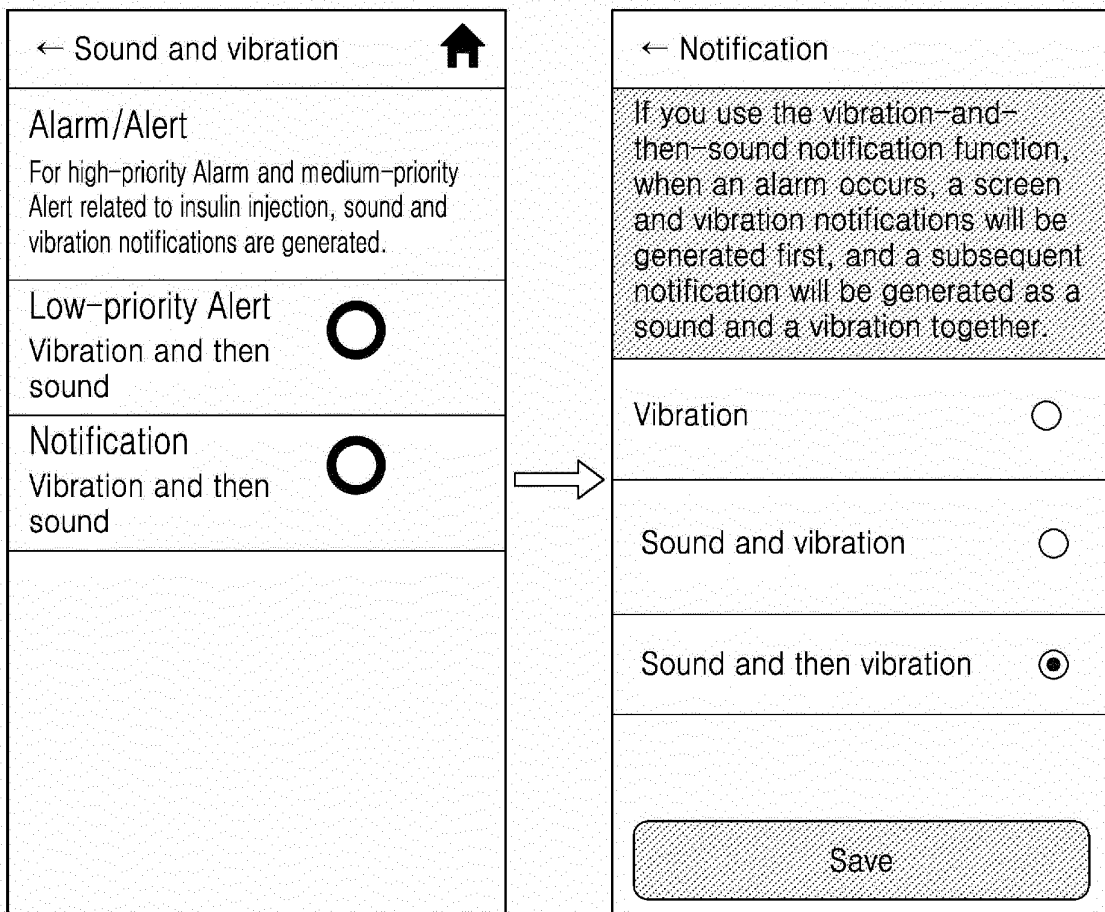 ← Sound and vibration
Alarm/Alert
For high-priority Alarm and medium-priority
Alert related to insulin injection, sound and
vibration notifications are generated.
Low-priority Alert
Vibration and then
sound
Notification
Vibration and then
sound
← Notification
If you use the vibration-and-
then-sound notification function,
when an alarm occurs, a screen
and vibration notifications will be
generated first, and a subsequent
notification will be generated as a
sound and a vibration together.
Vibration
Sound and vibration
Sound and then vibration
Save